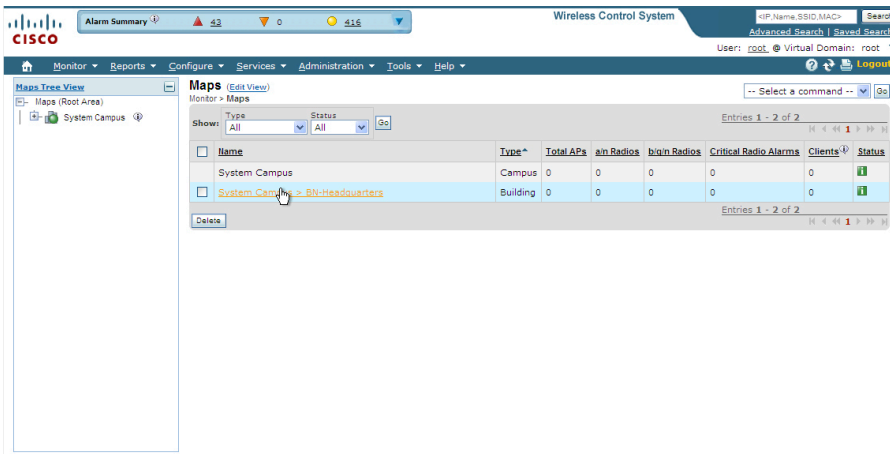 Alarm Summary 43 0 416
Wireless Control System
<IP,Name,SSID,MAC> Search
Advanced Search | Saved Search
CISCO
User: root @ Virtual Domain: root
Monitor Reports Configure Services Administration Tools Help Logout
Maps Tree View
Maps (Root Area)
System Campus
Maps (Edit View)
Monitor > Maps
-- Select a command -- Go
Show: Type All Status All Go
Entries 1 - 2 of 2
1
Name Type Total APs a/n Radios b/g/n Radios Critical Radio Alarms Clients Status
System Campus Campus 0 0 0 0 0
System Campus > BN-Headquarters Building 0 0 0 0 0
Delete
Entries 1 - 2 of 2
1